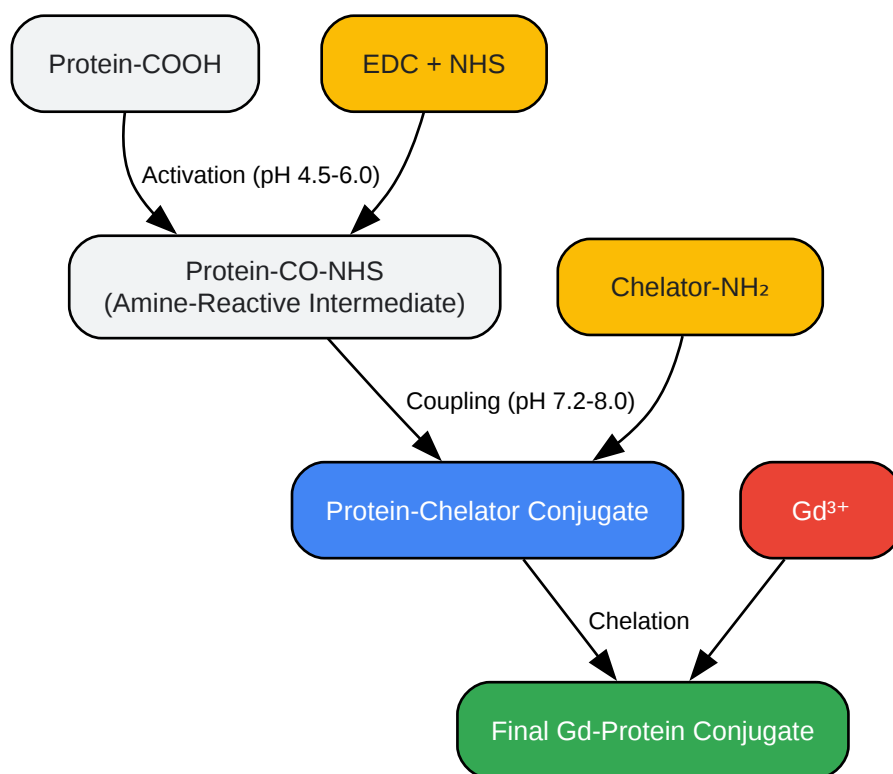 Protein-COOH
EDC + NHS
Activation (pH 4.5-6.0)
Protein-CO-NHS
(Amine-Reactive Intermediate)
Chelator-NH₂
Coupling (pH 7.2-8.0)
Protein-Chelator Conjugate
Gd³⁺
Chelation
Final Gd-Protein Conjugate